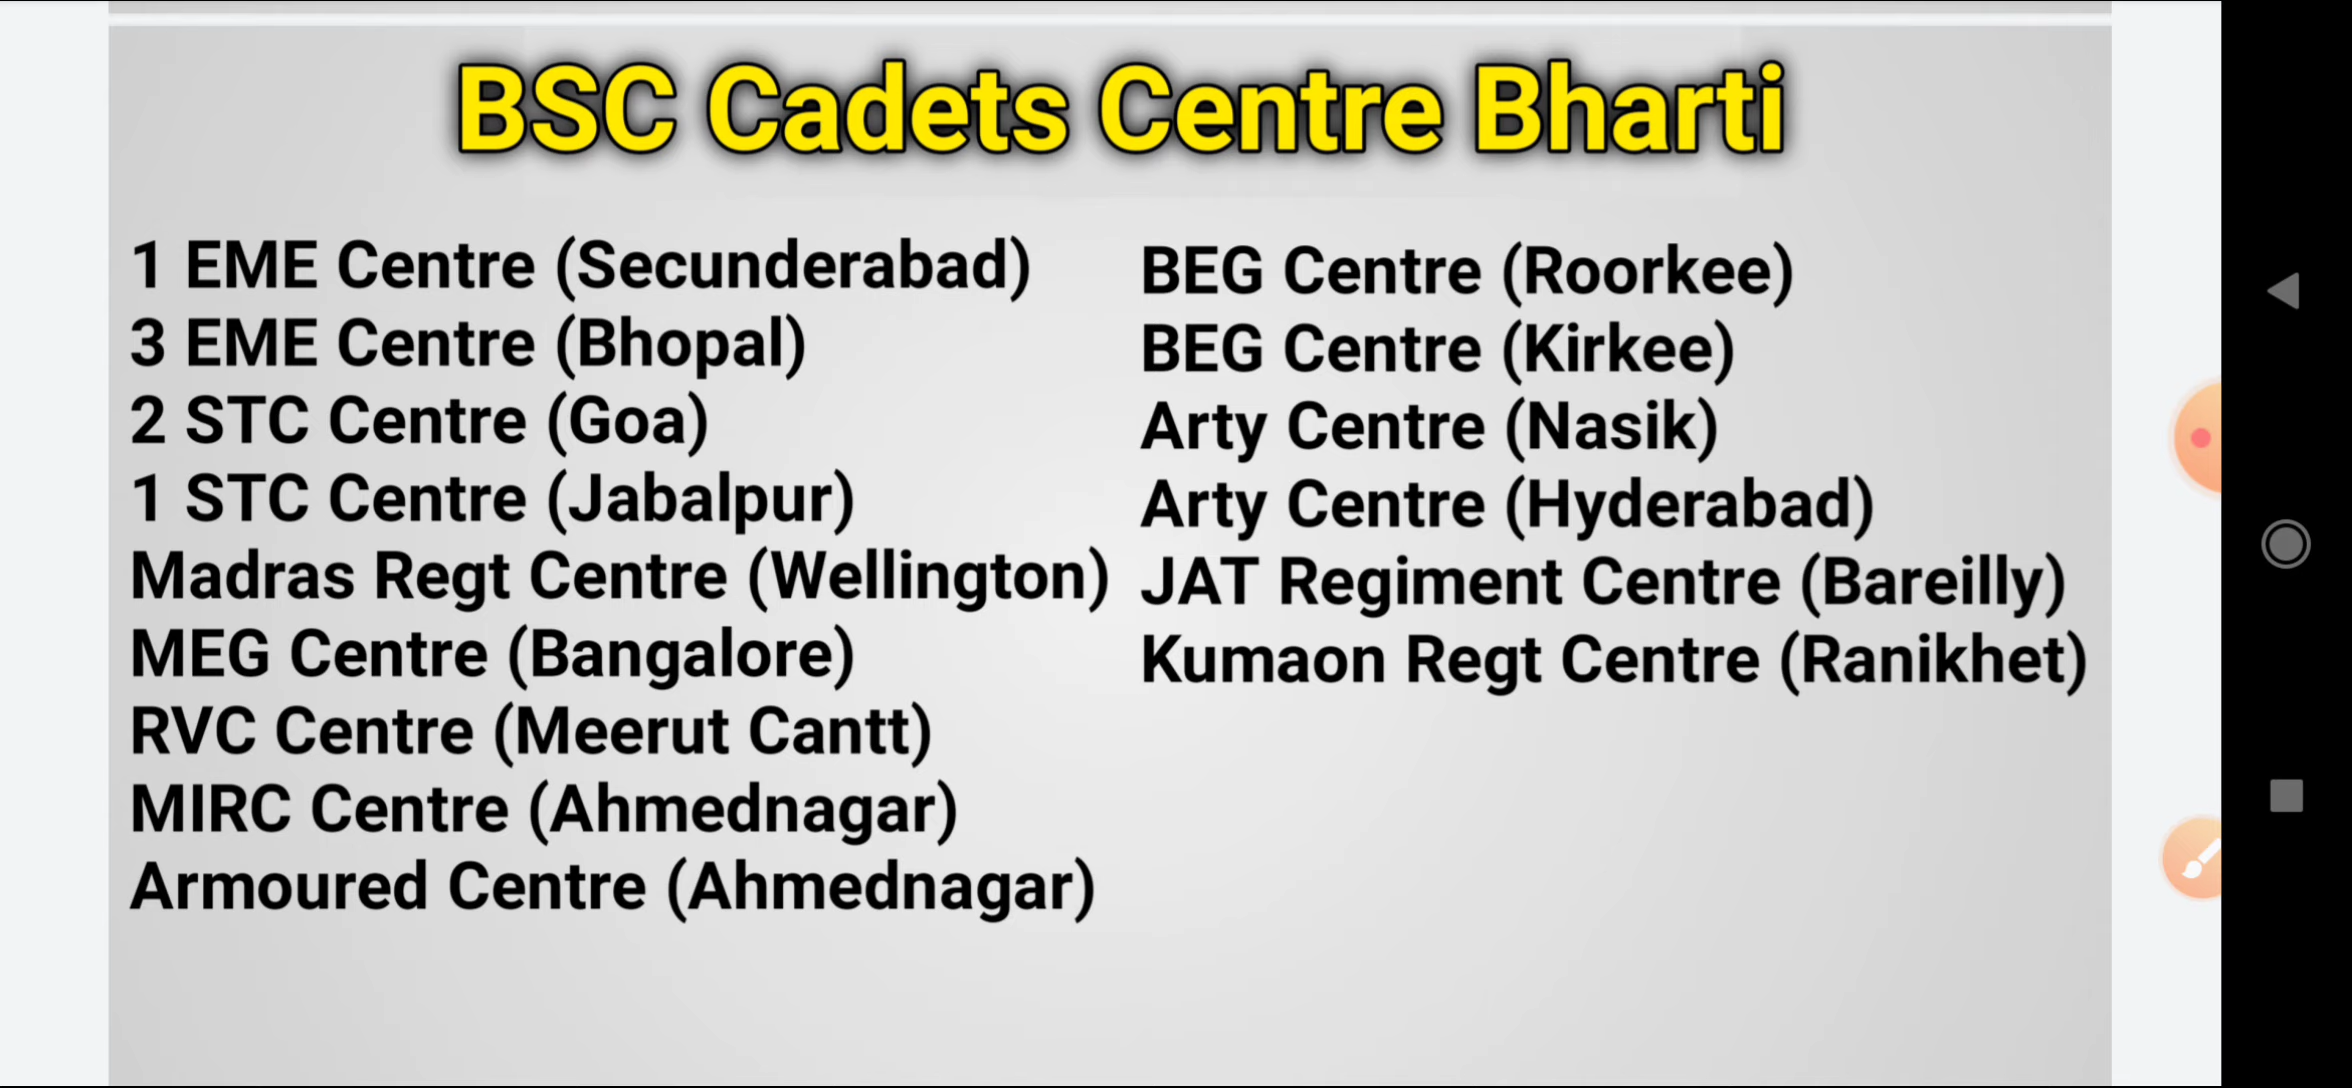 BSC Cadets Centre Bharti
1 EME Centre (Secunderabad)
3 EME Centre (Bhopal)
2 STC Centre (Goa)
1 STC Centre (Jabalpur)
Madras Regt Centre (Wellington)
MEG Centre (Bangalore)
RVC Centre (Meerut Cantt)
MIRC Centre (Ahmednagar)
Armoured Centre (Ahmednagar)
BEG Centre (Roorkee)
BEG Centre (Kirkee)
Arty Centre (Nasik)
Arty Centre (Hyderabad)
JAT Regiment Centre (Bareilly)
Kumaon Regt Centre (Ranikhet)